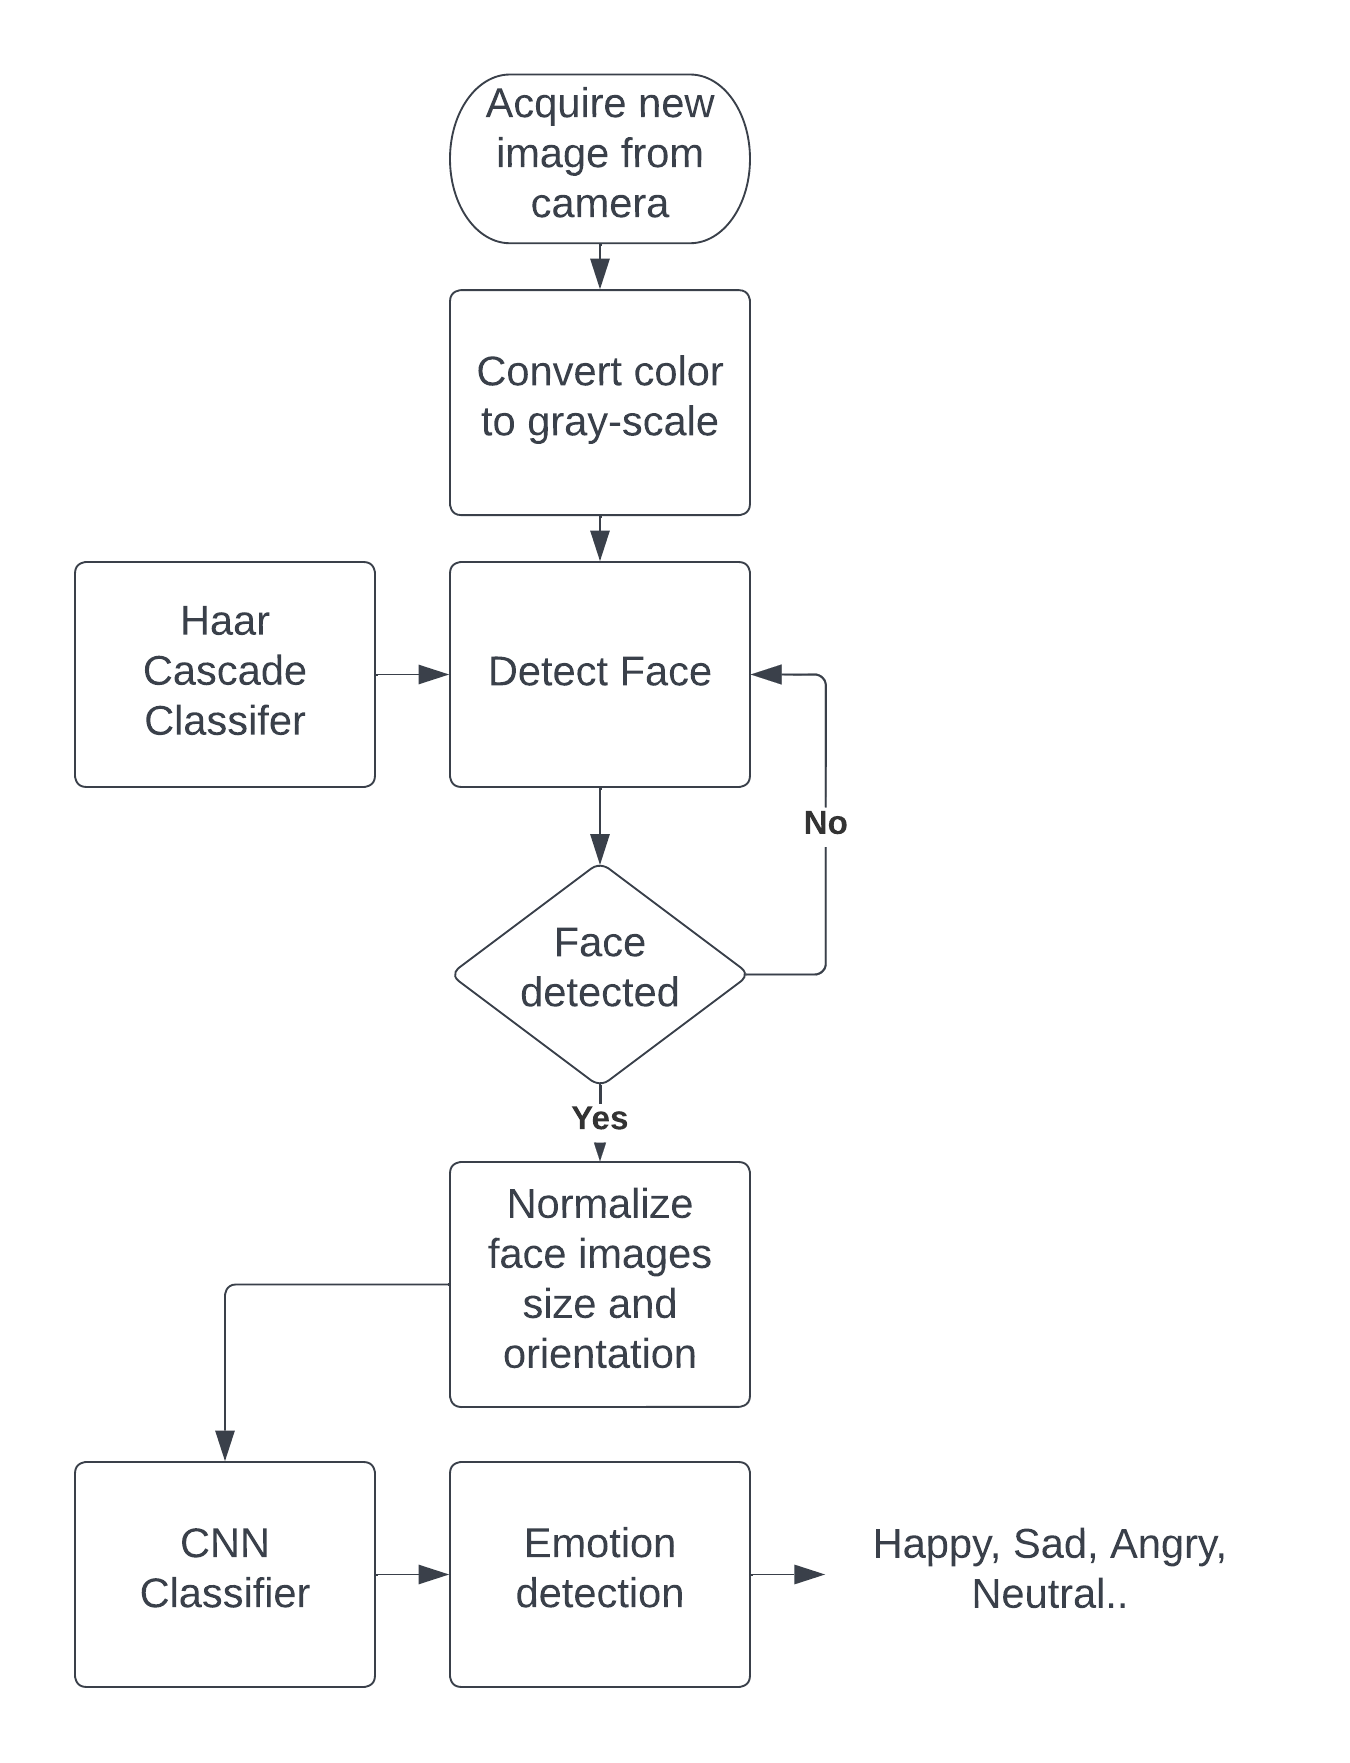 Acquire new
image from
camera
Convert color
to gray-scale
Haar
Cascade
Classifer
Detect Face
No
Face
detected
Yes
Normalize
face images
size and
orientation
CNN
Classifier
Emotion
detection
Happy, Sad, Angry,
Neutral..